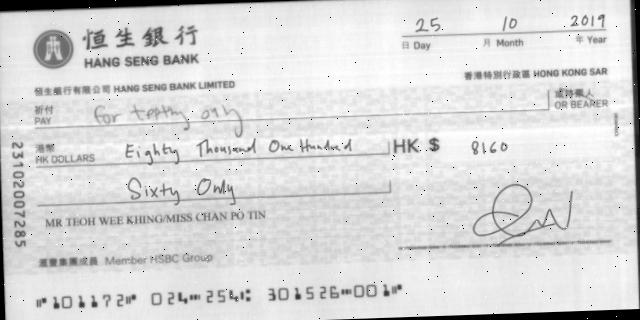 25 10 2019
恒生銀行
HANG SENG BANK
日 Day 月 Month 年 Year
恒生銀行有限公司 HANG SENG BANK LIMITED
香港特別行政區 HONG KONG SAR
祈付
PAY
for testing only
或持票人
OR BEARER
港幣
HK DOLLARS
Eighty Thousand One Hundred
HK $ 8160
Sixty Only
MR TEOH WEE KHING/MISS CHAN PO TIN
滙豐集團成員 Member HSBC Group
23102007285
⑈101172⑈ 024⑉254⑆ 301526⑉001⑈